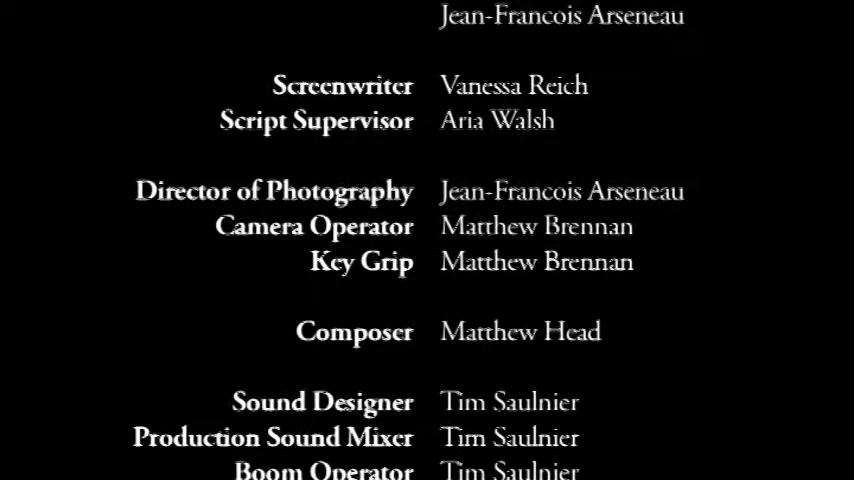 Jean-Francois Arseneau
Screenwriter Vanessa Reich
Script Supervisor Aria Walsh
Director of Photography Jean-Francois Arseneau
Camera Operator Matthew Brennan
Key Grip Matthew Brennan
Composer Matthew Head
Sound Designer Tim Saulnier
Production Sound Mixer Tim Saulnier
Boom Operator Tim Saulnier